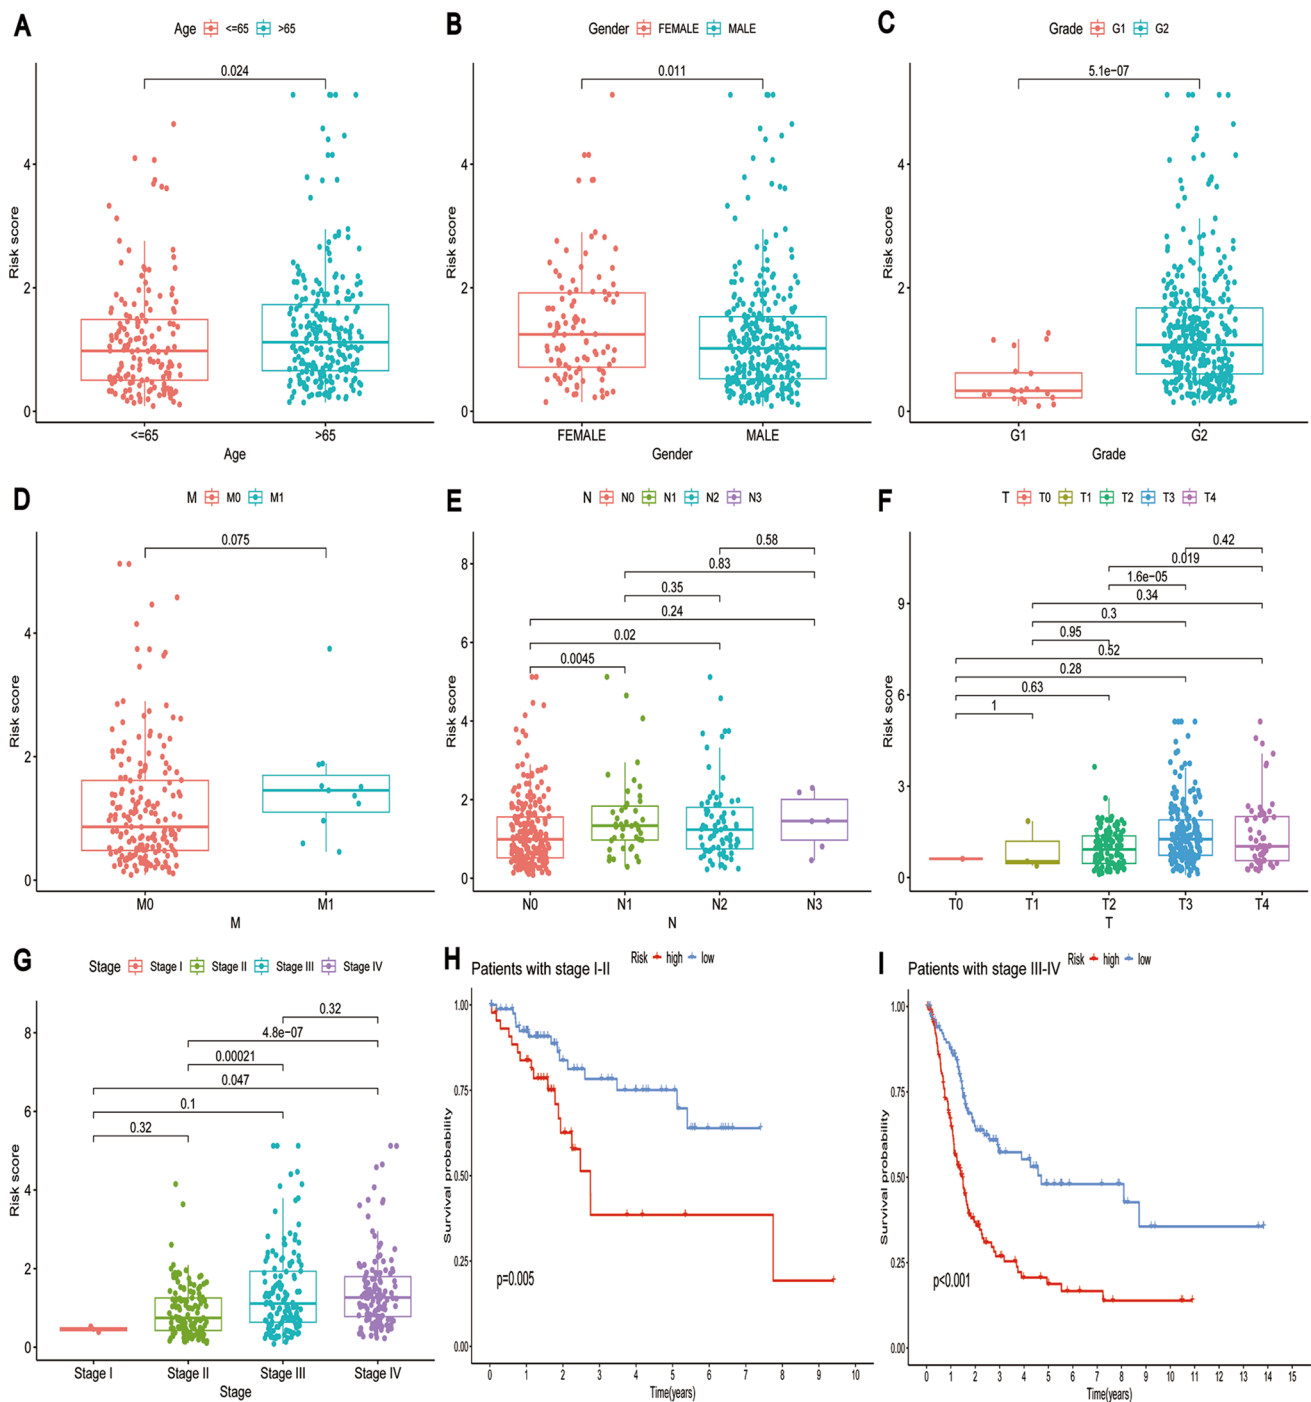 A
Age <=65 >65
0.024
Risk score
4
2
0
<=65 >65
Age
B
Gender FEMALE MALE
0.011
Risk score
4
2
0
FEMALE MALE
Gender
C
Grade G1 G2
5.1e-07
Risk score
4
2
0
G1 G2
Grade
D
M M0 M1
0.075
Risk score
4
2
0
M0 M1
M
E
N N0 N1 N2 N3
0.58
0.83
0.35
0.24
0.02
0.0045
Risk score
8
6
4
2
0
N0 N1 N2 N3
N
F
T T0 T1 T2 T3 T4
0.42
0.019
1.6e-05
0.34
0.3
0.95
0.52
0.28
0.63
1
Risk score
9
6
3
0
T0 T1 T2 T3 T4
T
G
Stage Stage I Stage II Stage III Stage IV
0.32
4.8e-07
0.00021
0.047
0.1
0.32
Risk score
8
6
4
2
0
Stage I Stage II Stage III Stage IV
Stage
H
Patients with stage I-II
Risk high low
Survival probability
1.00
0.75
0.50
0.25
0.00
p=0.005
0 1 2 3 4 5 6 7 8 9 10
Time(years)
I
Patients with stage III-IV
Risk high low
Survival probability
1.00
0.75
0.50
0.25
0.00
p<0.001
0 1 2 3 4 5 6 7 8 9 10 11 12 13 14 15
Time(years)